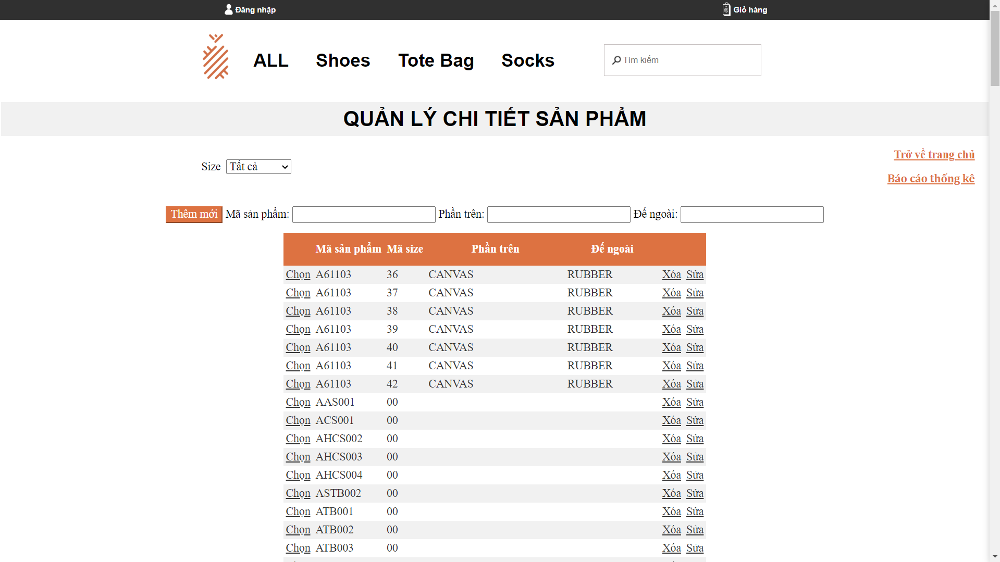 Đăng nhập Giỏ hàng
ALL Shoes Tote Bag Socks Tìm kiếm
QUẢN LÝ CHI TIẾT SẢN PHẨM
Trở về trang chủ
Size Tất cả
Báo cáo thống kê
Thêm mới Mã sản phẩm: Phần trên: Đế ngoài:
Mã sản phẩm Mã size Phần trên Đế ngoài
Chọn A61103 36 CANVAS RUBBER Xóa Sửa
Chọn A61103 37 CANVAS RUBBER Xóa Sửa
Chọn A61103 38 CANVAS RUBBER Xóa Sửa
Chọn A61103 39 CANVAS RUBBER Xóa Sửa
Chọn A61103 40 CANVAS RUBBER Xóa Sửa
Chọn A61103 41 CANVAS RUBBER Xóa Sửa
Chọn A61103 42 CANVAS RUBBER Xóa Sửa
Chọn AAS001 00 Xóa Sửa
Chọn ACS001 00 Xóa Sửa
Chọn AHCS002 00 Xóa Sửa
Chọn AHCS003 00 Xóa Sửa
Chọn AHCS004 00 Xóa Sửa
Chọn ASTB002 00 Xóa Sửa
Chọn ATB001 00 Xóa Sửa
Chọn ATB002 00 Xóa Sửa
Chọn ATB003 00 Xóa Sửa